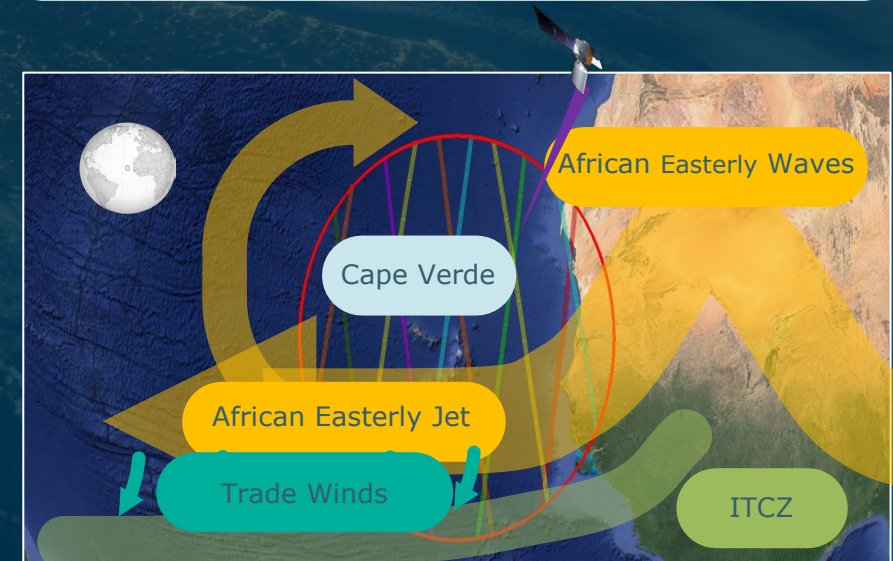 African Easterly Waves
Cape Verde
African Easterly Jet
Trade Winds
ITCZ